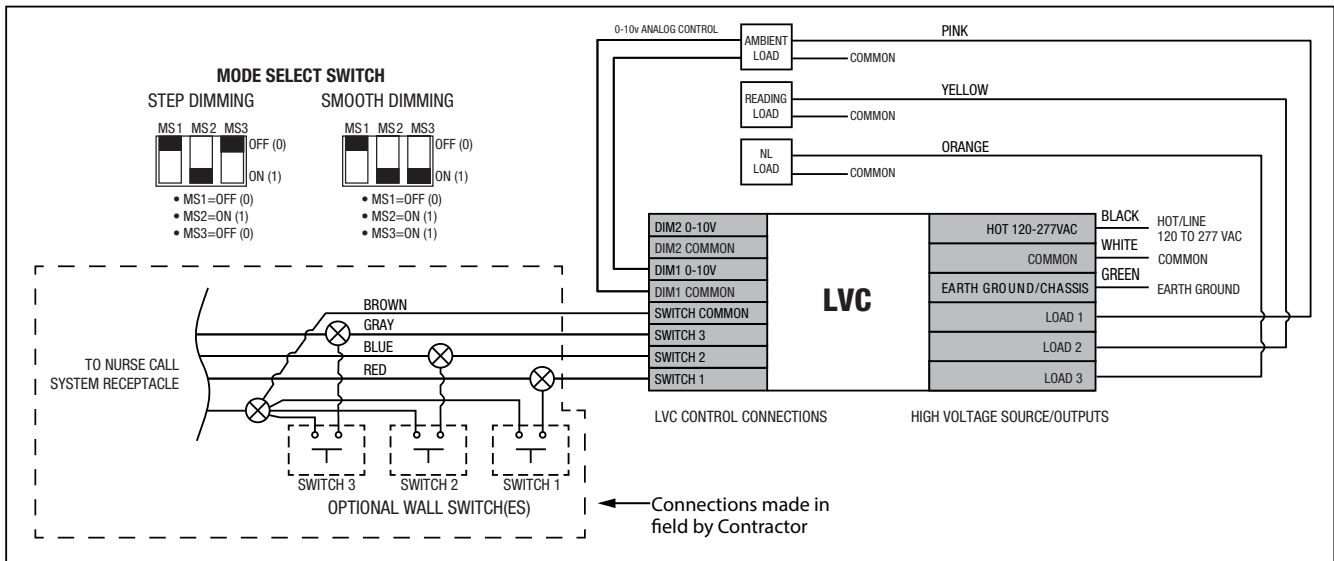 0-10v ANALOG CONTROL
AMBIENT
LOAD
PINK
COMMON
READING
LOAD
YELLOW
COMMON
NL
LOAD
ORANGE
COMMON
MODE SELECT SWITCH
STEP DIMMING
MS1 MS2 MS3
OFF (0)
ON (1)
• MS1=OFF (0)
• MS2=ON (1)
• MS3=OFF (0)
SMOOTH DIMMING
MS1 MS2 MS3
OFF (0)
ON (1)
• MS1=OFF (0)
• MS2=ON (1)
• MS3=ON (1)
DIM2 0-10V
DIM2 COMMON
DIM1 0-10V
DIM1 COMMON
SWITCH COMMON
SWITCH 3
SWITCH 2
SWITCH 1
LVC
HOT 120-277VAC
COMMON
EARTH GROUND/CHASSIS
LOAD 1
LOAD 2
LOAD 3
BLACK
HOT/LINE
120 TO 277 VAC
WHITE
COMMON
GREEN
EARTH GROUND
LVC CONTROL CONNECTIONS
HIGH VOLTAGE SOURCE/OUTPUTS
BROWN
GRAY
BLUE
RED
TO NURSE CALL
SYSTEM RECEPTACLE
SWITCH 3
SWITCH 2
SWITCH 1
OPTIONAL WALL SWITCH(ES)
Connections made in
field by Contractor